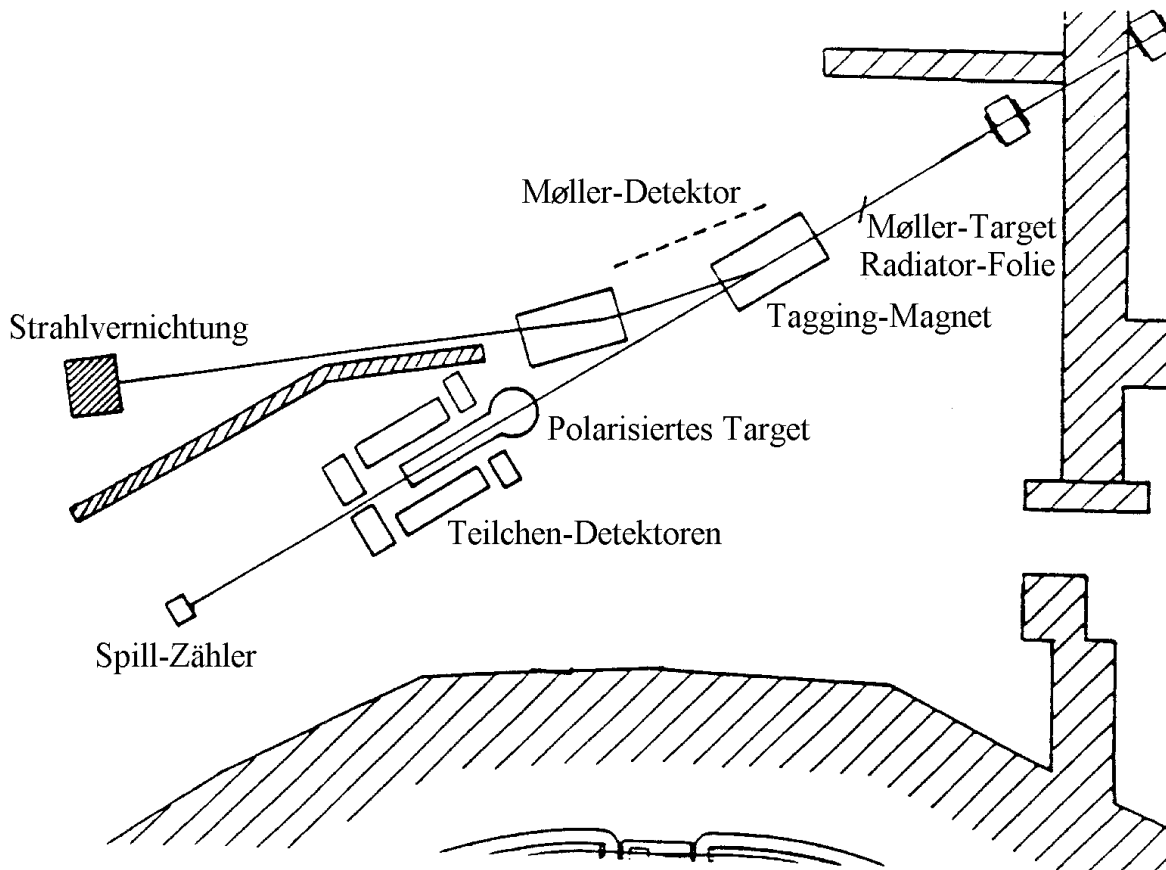 Møller-Detektor
Møller-Target
Radiator-Folie
Tagging-Magnet
Strahlvernichtung
Polarisiertes Target
Teilchen-Detektoren
Spill-Zähler